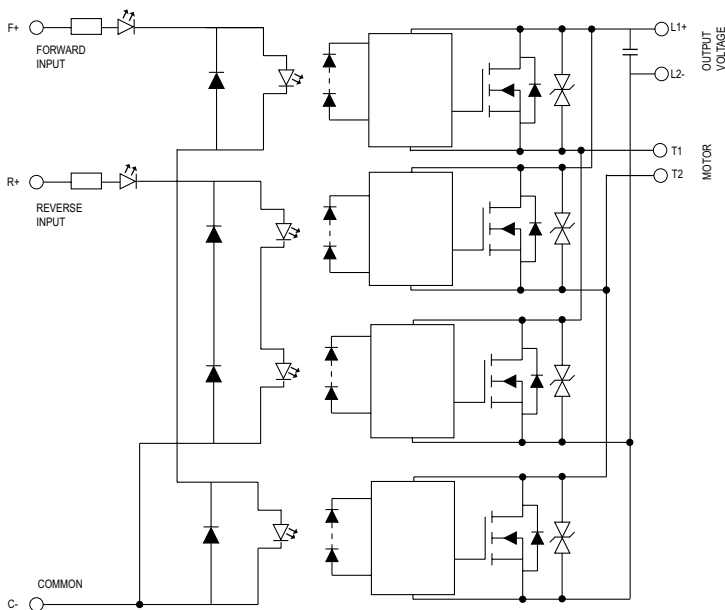 F+
FORWARD
INPUT
R+
REVERSE
INPUT
COMMON
C-
L1+
L2-
OUTPUT
VOLTAGE
T1
T2
MOTOR